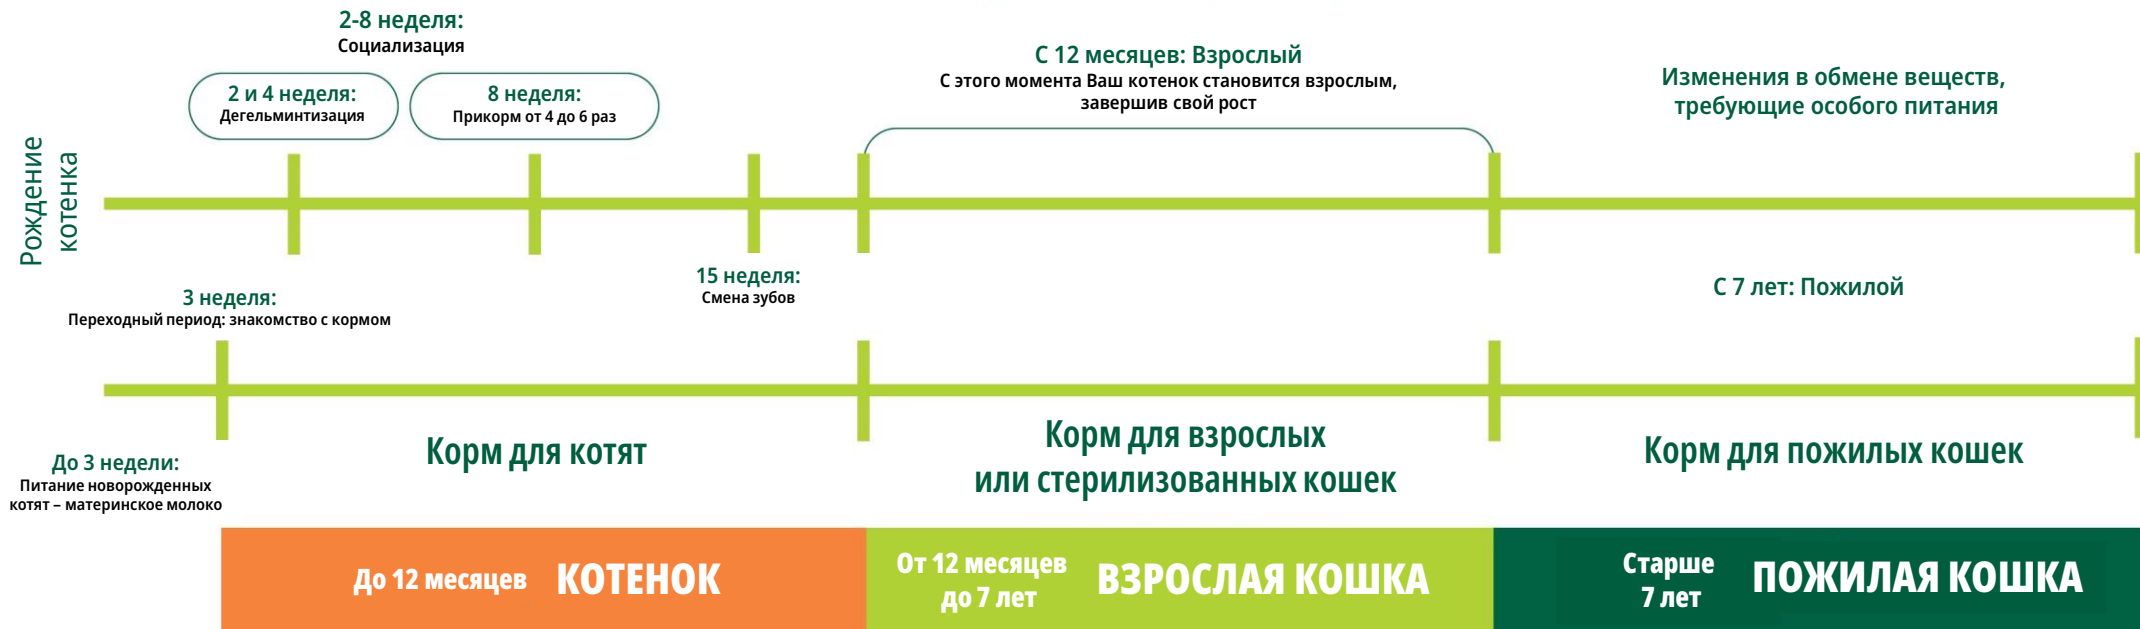 2-8 неделя:
Социализация
2 и 4 неделя:
Дегельминтизация
8 неделя:
Прикорм от 4 до 6 раз
С 12 месяцев: Взрослый
С этого момента Ваш котенок становится взрослым,
завершив свой рост
Изменения в обмене веществ,
требующие особого питания
Рождение
котенка
15 неделя:
Смена зубов
С 7 лет: Пожилой
3 неделя:
Переходный период: знакомство с кормом
До 3 недели:
Питание новорожденных
котят – материнское молоко
Корм для котят
Корм для взрослых
или стерилизованных кошек
Корм для пожилых кошек
До 12 месяцев КОТЕНОК
От 12 месяцев
до 7 лет
ВЗРОСЛАЯ КОШКА
Старше
7 лет
ПОЖИЛАЯ КОШКА